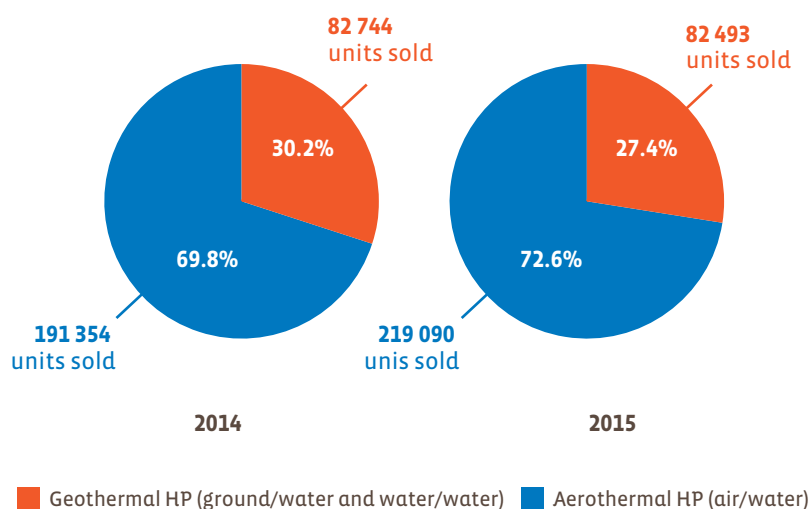 82 744
units sold
30.2%
69.8%
191 354
units sold
2014
82 493
units sold
27.4%
72.6%
219 090
unis sold
2015
Geothermal HP (ground/water and water/water)
Aerothermal HP (air/water)